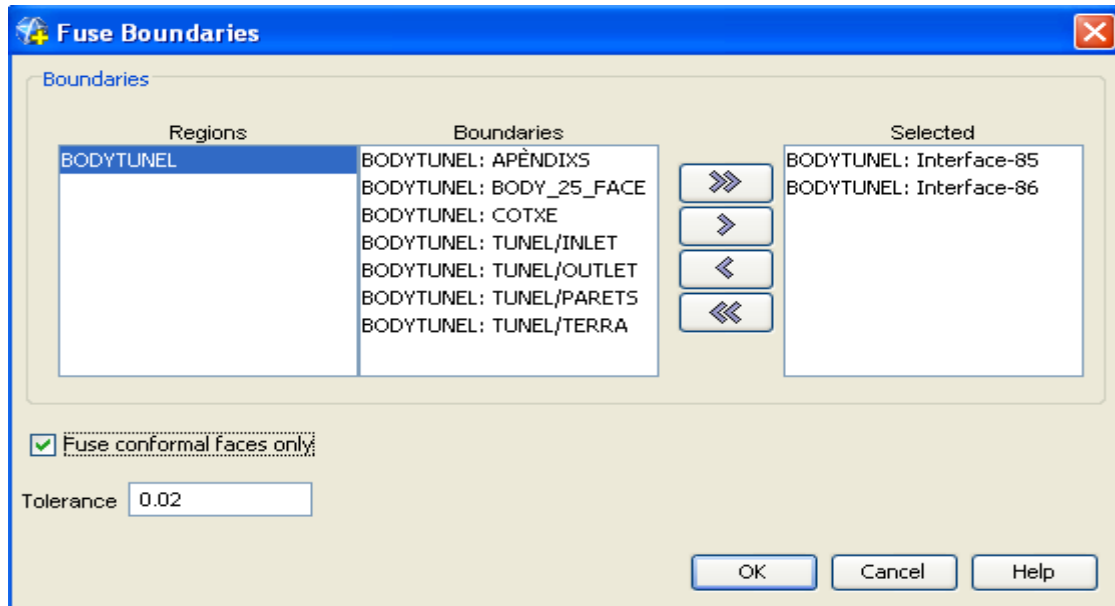 Fuse Boundaries
Boundaries
Regions
BODYTUNEL
Boundaries
BODYTUNEL: APÈNDIXS
BODYTUNEL: BODY_25_FACE
BODYTUNEL: COTXE
BODYTUNEL: TUNEL/INLET
BODYTUNEL: TUNEL/OUTLET
BODYTUNEL: TUNEL/PARETS
BODYTUNEL: TUNEL/TERRA
Selected
BODYTUNEL: Interface-85
BODYTUNEL: Interface-86
Fuse conformal faces only
Tolerance 0.02
OK Cancel Help